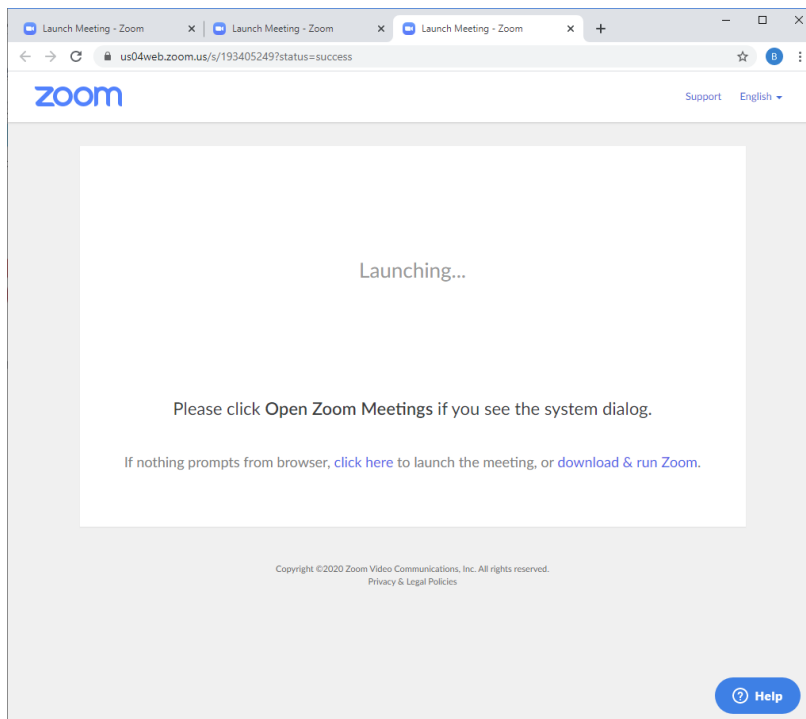 Launch Meeting - Zoom
Launch Meeting - Zoom
Launch Meeting - Zoom
us04web.zoom.us/s/193405249?status=success
B
zoom
Support
English
Launching...
Please click Open Zoom Meetings if you see the system dialog.
If nothing prompts from browser, click here to launch the meeting, or download & run Zoom.
Copyright ©2020 Zoom Video Communications, Inc. All rights reserved.
Privacy & Legal Policies
Help